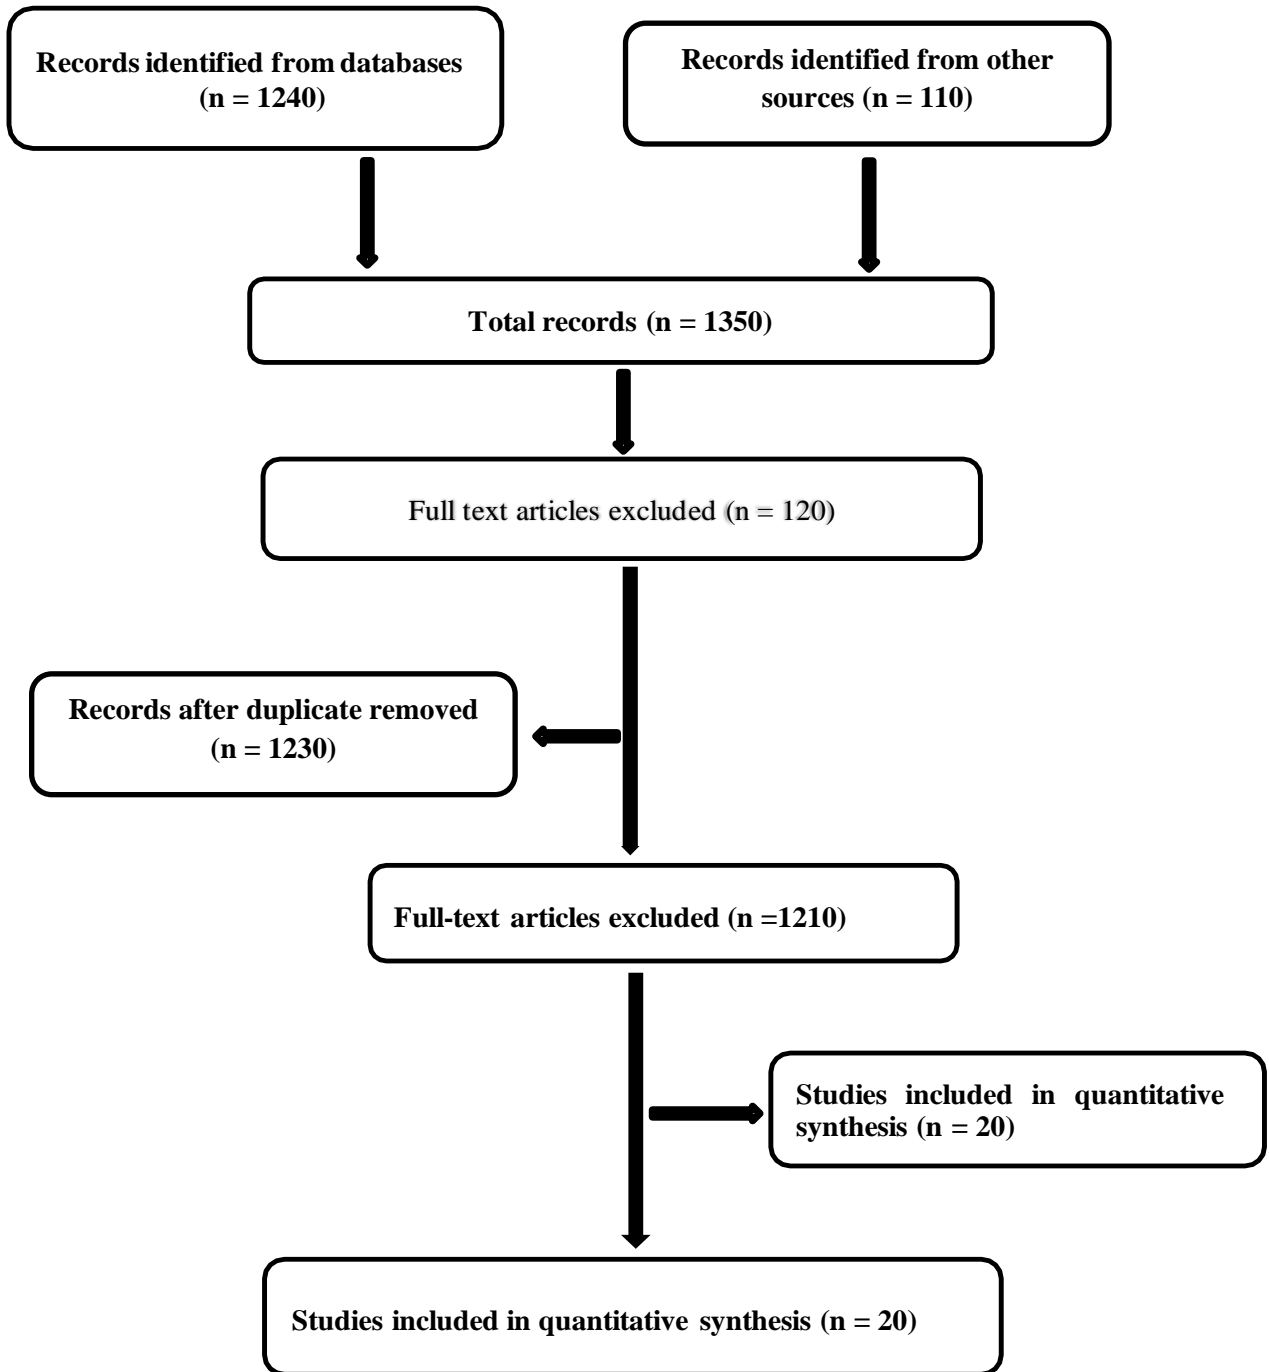 Records identified from databases
(n = 1240)
Records identified from other
sources (n = 110)
Total records (n = 1350)
Full text articles excluded (n = 120)
Records after duplicate removed
(n = 1230)
Full-text articles excluded (n =1210)
Studies included in quantitative
synthesis (n = 20)
Studies included in quantitative synthesis (n = 20)